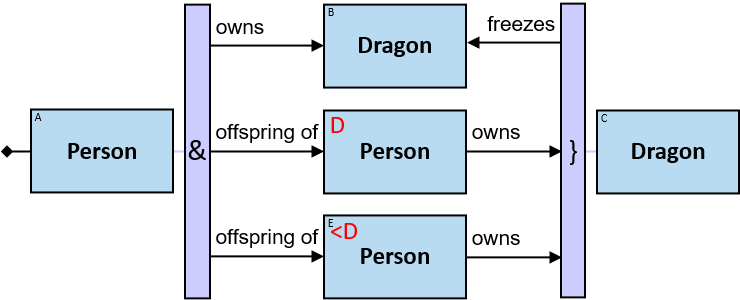 owns
B
Dragon
freezes
A
Person
&
offspring of
D
Person
owns
}
C
Dragon
offspring of
E
<D
Person
owns